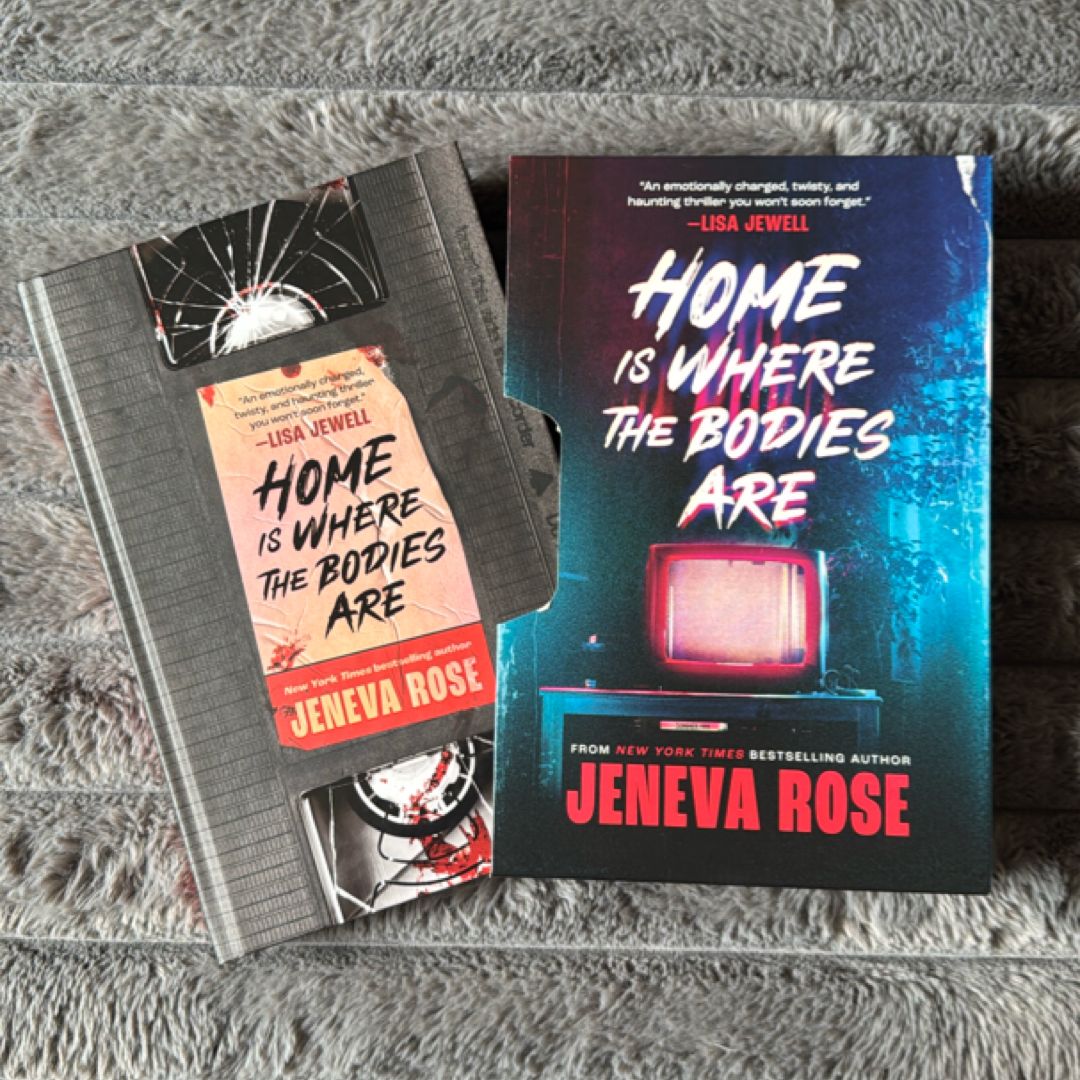 "An emotionally charged,
twisty, and haunting thriller
you won't soon forget."
—LISA JEWELL
HOME
IS WHERE
THE BODIES
ARE
New York Times bestselling author
JENEVA ROSE
"An emotionally charged, twisty, and
haunting thriller you won't soon forget."
—LISA JEWELL
HOME
IS WHERE
THE BODIES
ARE
FROM NEW YORK TIMES BESTSELLING AUTHOR
JENEVA ROSE